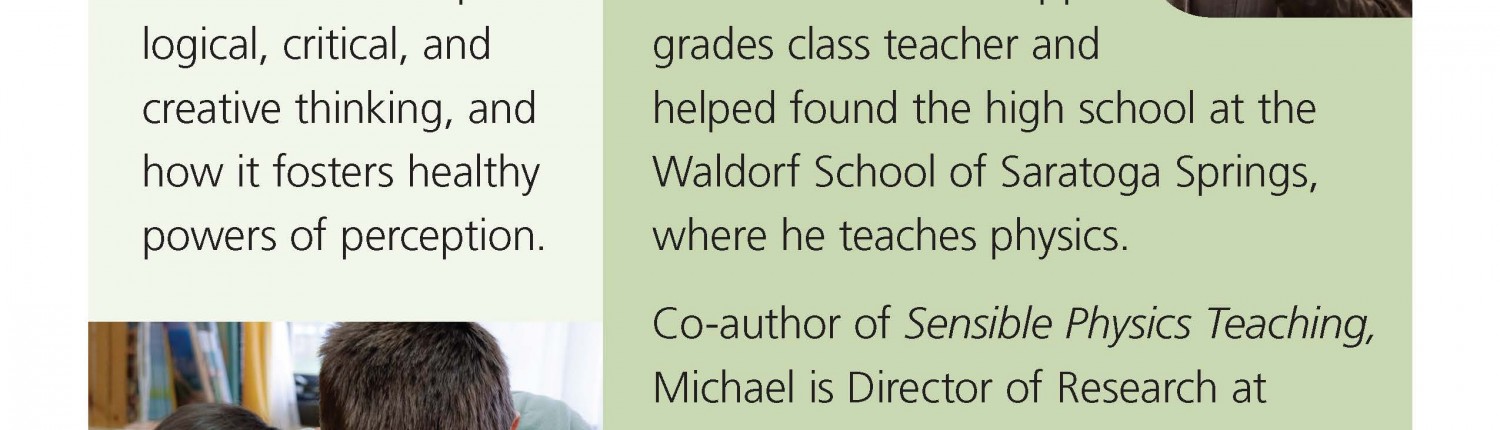 logical, critical, and
creative thinking, and
how it fosters healthy
powers of perception.
grades class teacher and
helped found the high school at the
Waldorf School of Saratoga Springs,
where he teaches physics.
Co-author of Sensible Physics Teaching,
Michael is Director of Research at